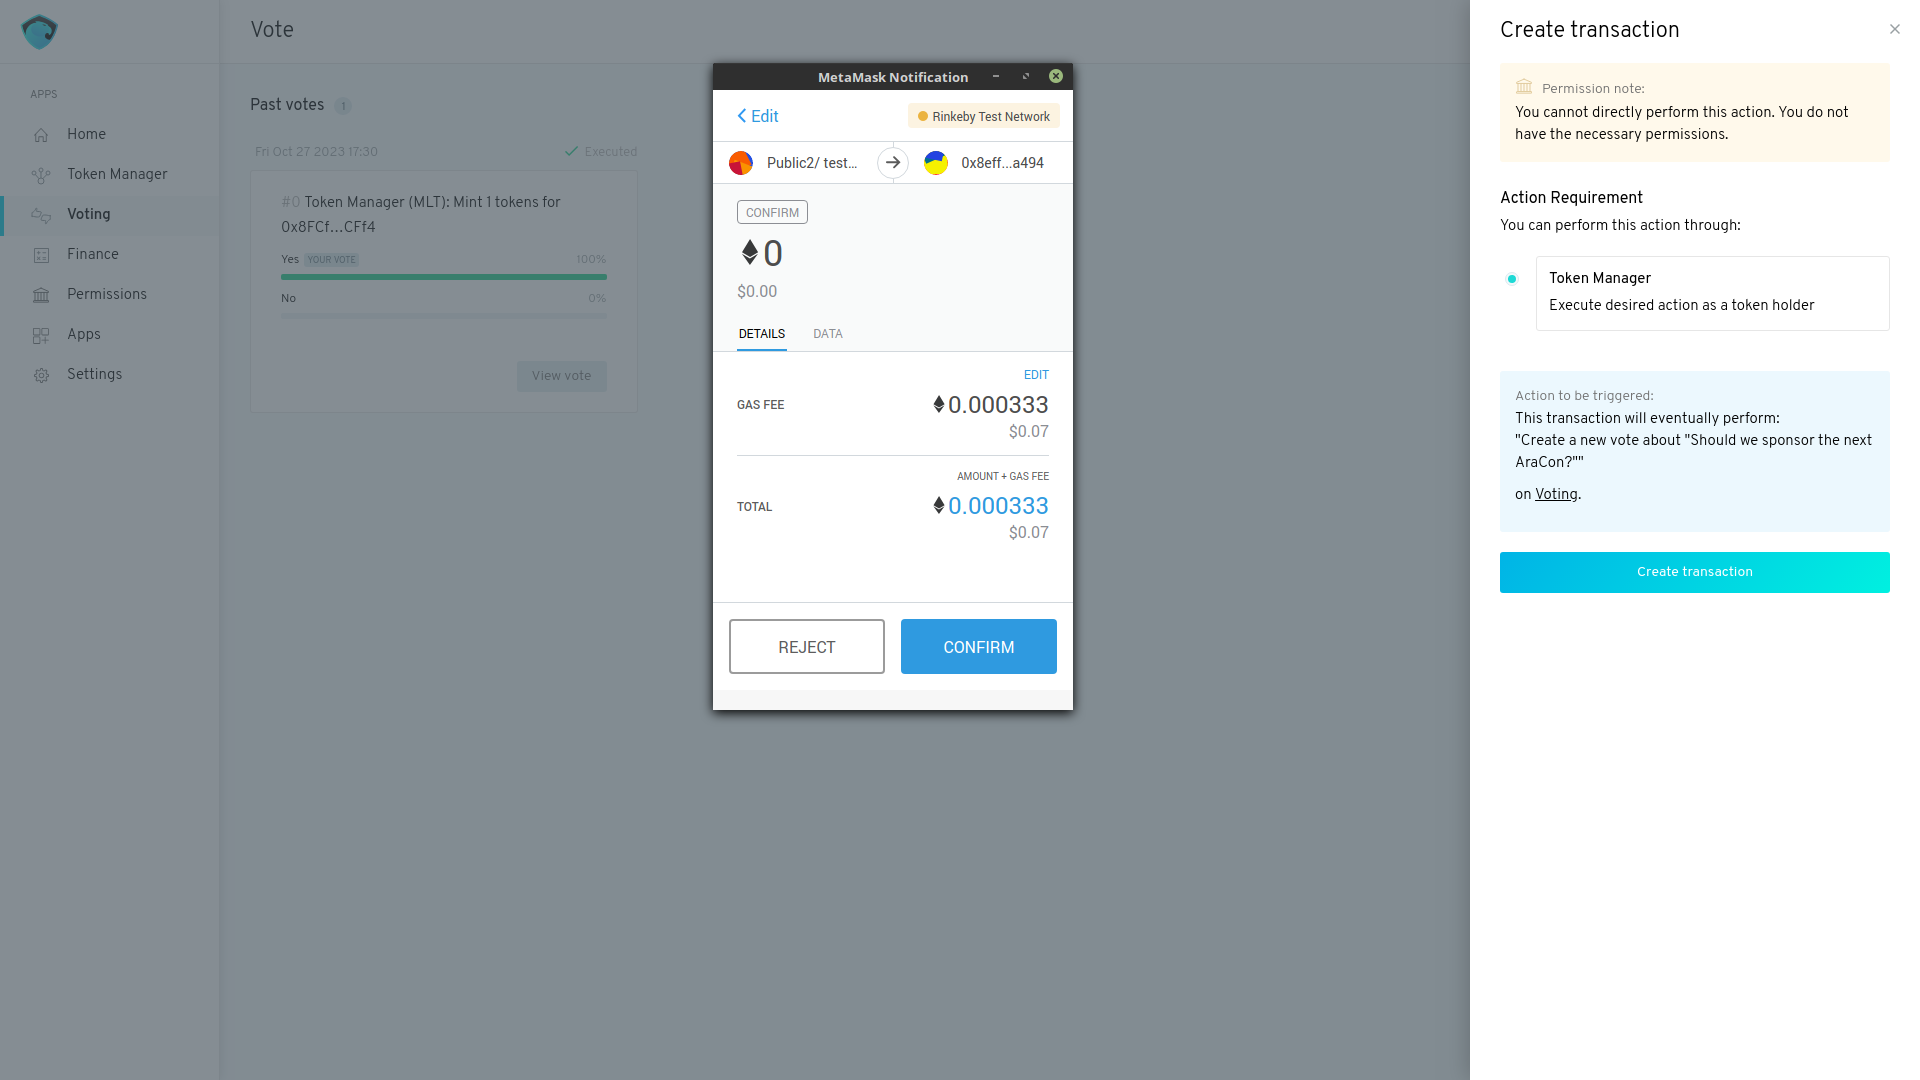 Vote
APPS
Home
Token Manager
Voting
Finance
Permissions
Apps
Settings
Past votes 1
Fri Oct 27 2023 17:30
Executed
#0 Token Manager (MLT): Mint 1 tokens for
0x8FCf...CFf4
Yes YOUR VOTE 100%
No 0%
View vote
MetaMask Notification
Edit
Rinkeby Test Network
Public2/ test...
0x8eff...a494
CONFIRM
0
$0.00
DETAILS DATA
EDIT
GAS FEE 0.000333
$0.07
AMOUNT + GAS FEE
TOTAL 0.000333
$0.07
REJECT CONFIRM
Create transaction
Permission note:
You cannot directly perform this action. You do not
have the necessary permissions.
Action Requirement
You can perform this action through:
Token Manager
Execute desired action as a token holder
Action to be triggered:
This transaction will eventually perform:
"Create a new vote about "Should we sponsor the next
AraCon?""
on Voting.
Create transaction